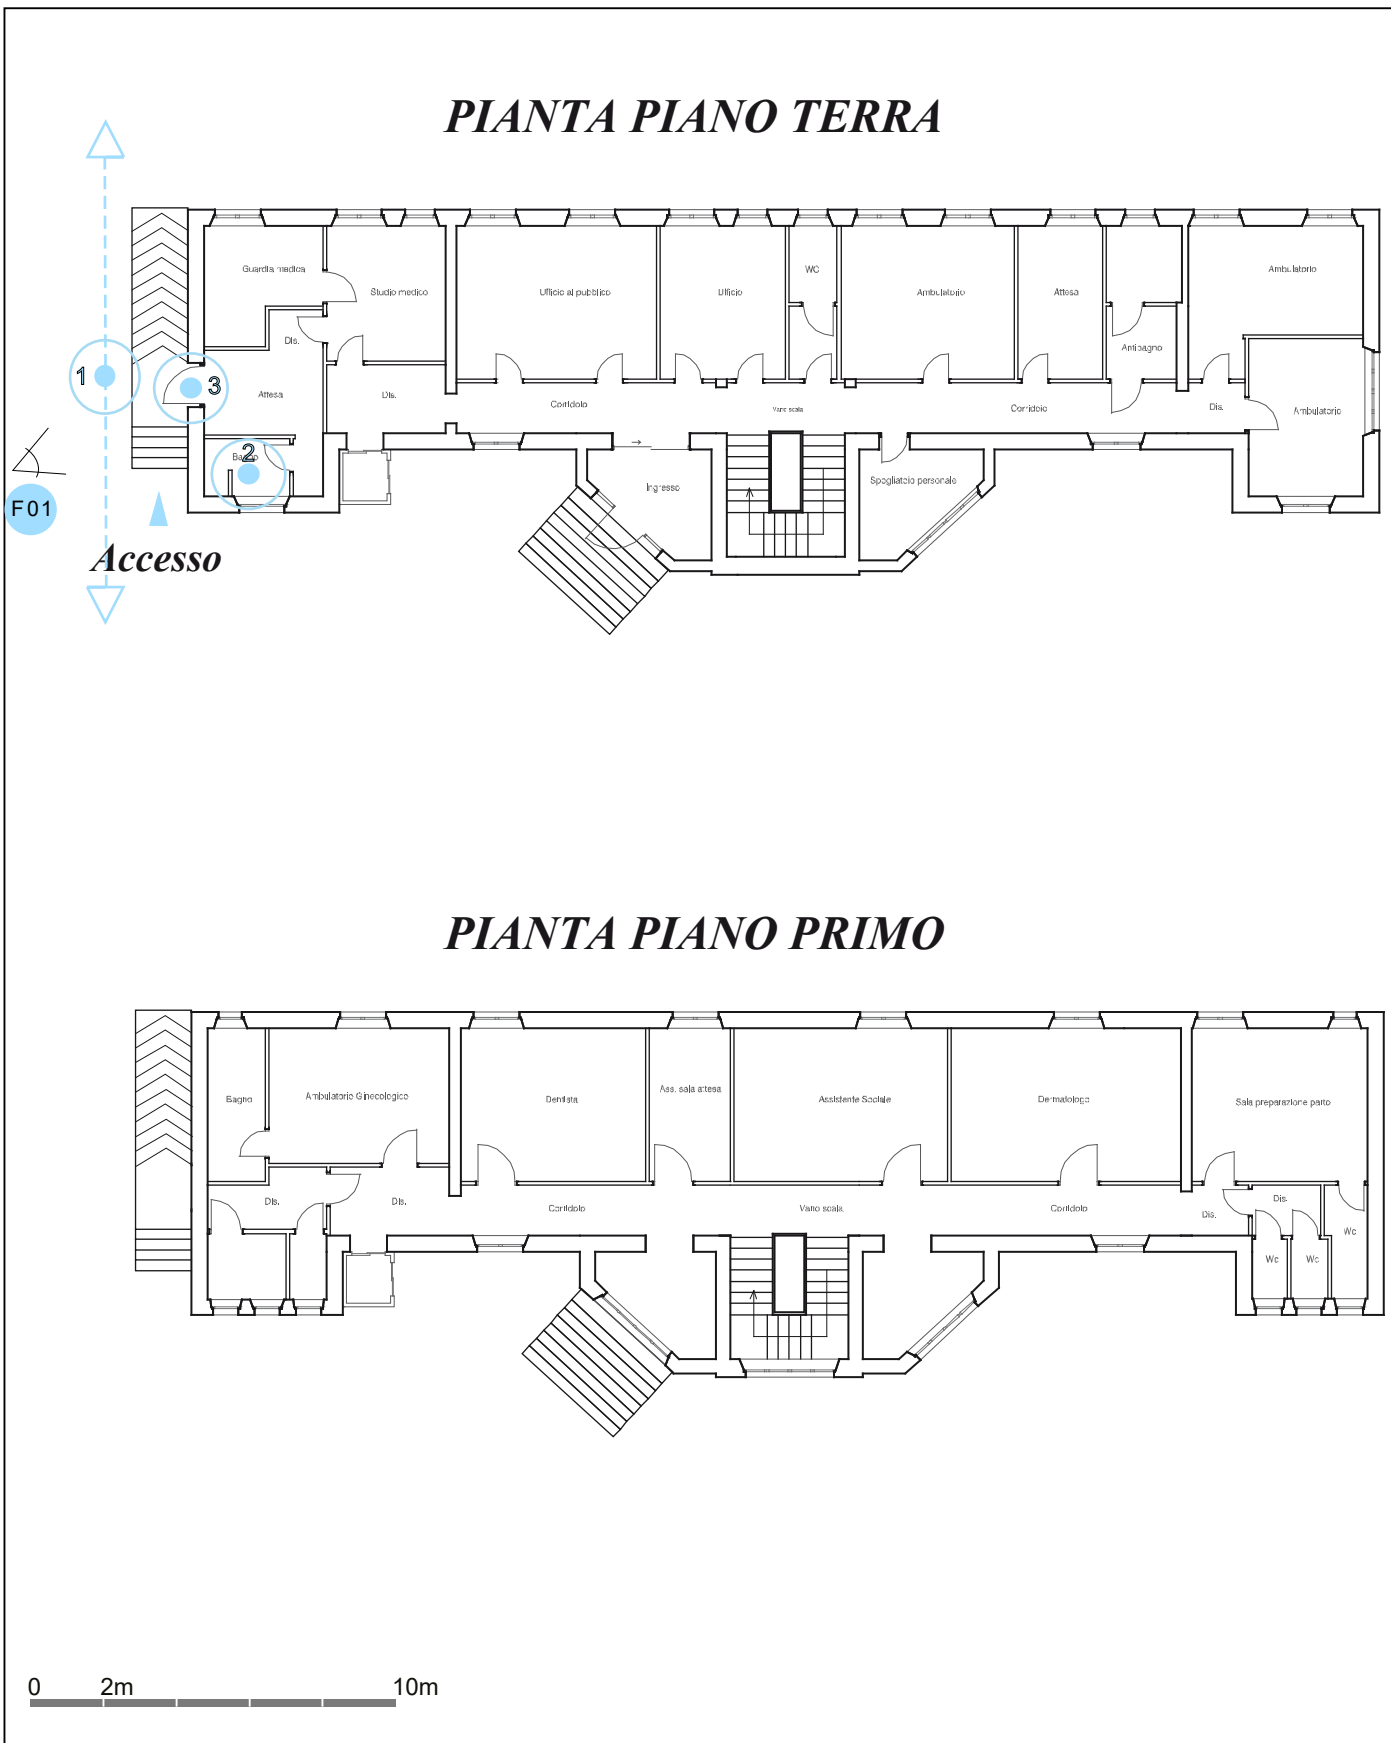 PIANTA PIANO TERRA
Guardia medica
Studio medico
Ufficio al pubblico
Ufficio
WC
Ambulatorio
Attesa
Antibagno
Ambulatorio
Dis.
1
3
Attesa
Dis.
Corridoio
Vano scala
Corridoio
Dis.
Ambulatorio
2
Bagno
Ingresso
Spogliatoio personale
F01
Accesso
PIANTA PIANO PRIMO
Bagno
Ambulatorio Ginecologico
Dentista
Ass. sala attesa
Assistente Sociale
Dermatologo
Sala preparazione parto
Dis.
Dis.
Corridoio
Vano scala
Corridoio
Dis.
Dis.
Wc
Wc
Wc
0 2m 10m